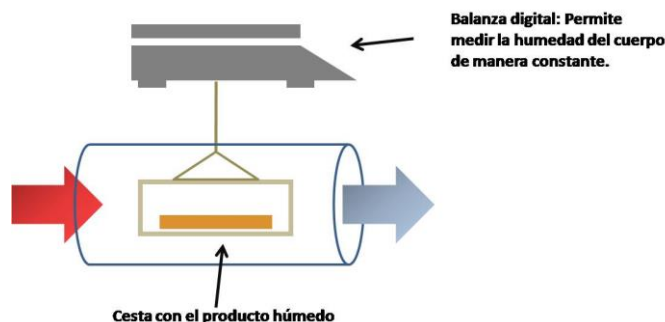 Balanza digital: Permite
medir la humedad del cuerpo
de manera constante.
Cesta con el producto húmedo